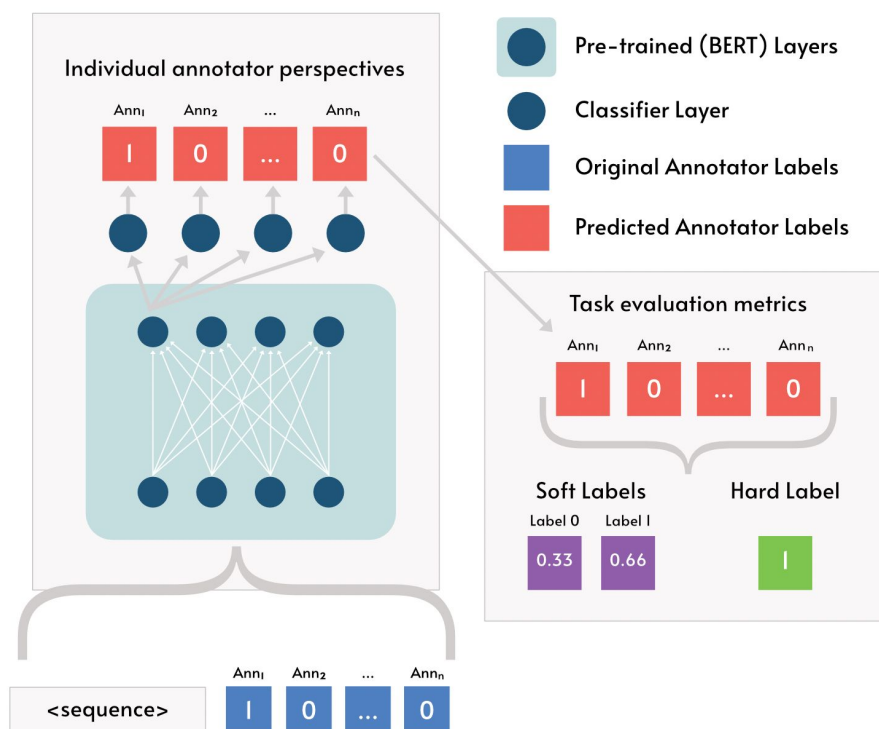 Individual annotator perspectives
Ann₁ Ann₂ ... Annₙ
1 0 ... 0
Pre-trained (BERT) Layers
Classifier Layer
Original Annotator Labels
Predicted Annotator Labels
Task evaluation metrics
Ann₁ Ann₂ ... Annₙ
1 0 ... 0
Soft Labels Hard Label
Label 0 Label 1
0.33 0.66 1
Ann₁ Ann₂ ... Annₙ
<sequence> 1 0 ... 0